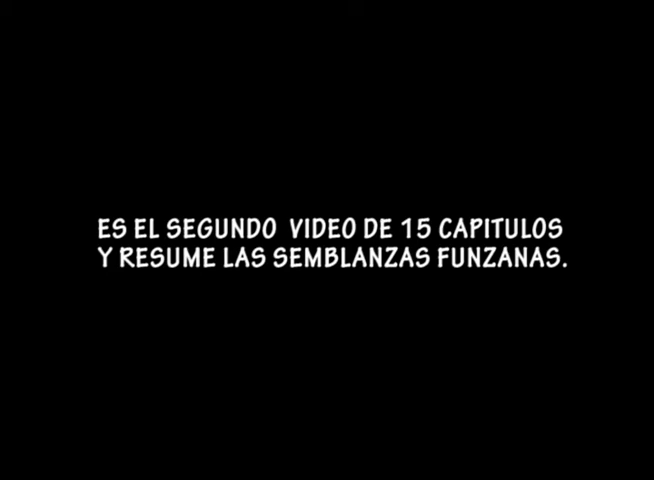 ES EL SEGUNDO VIDEO DE 15 CAPITULOS
Y RESUME LAS SEMBLANZAS FUNZANAS.